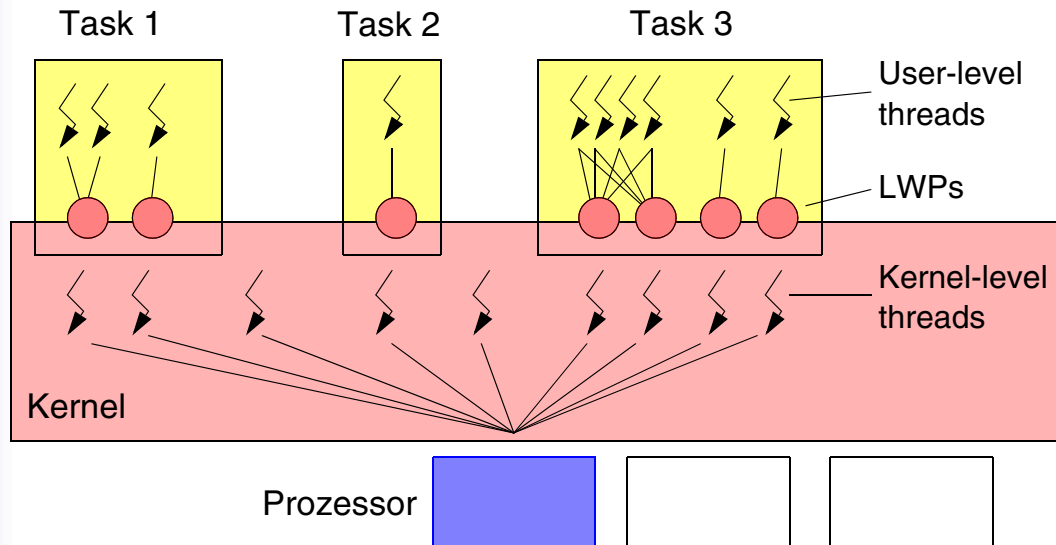 Task 1
Task 2
Task 3
User-level
threads
LWPs
Kernel-level
threads
Kernel
Prozessor